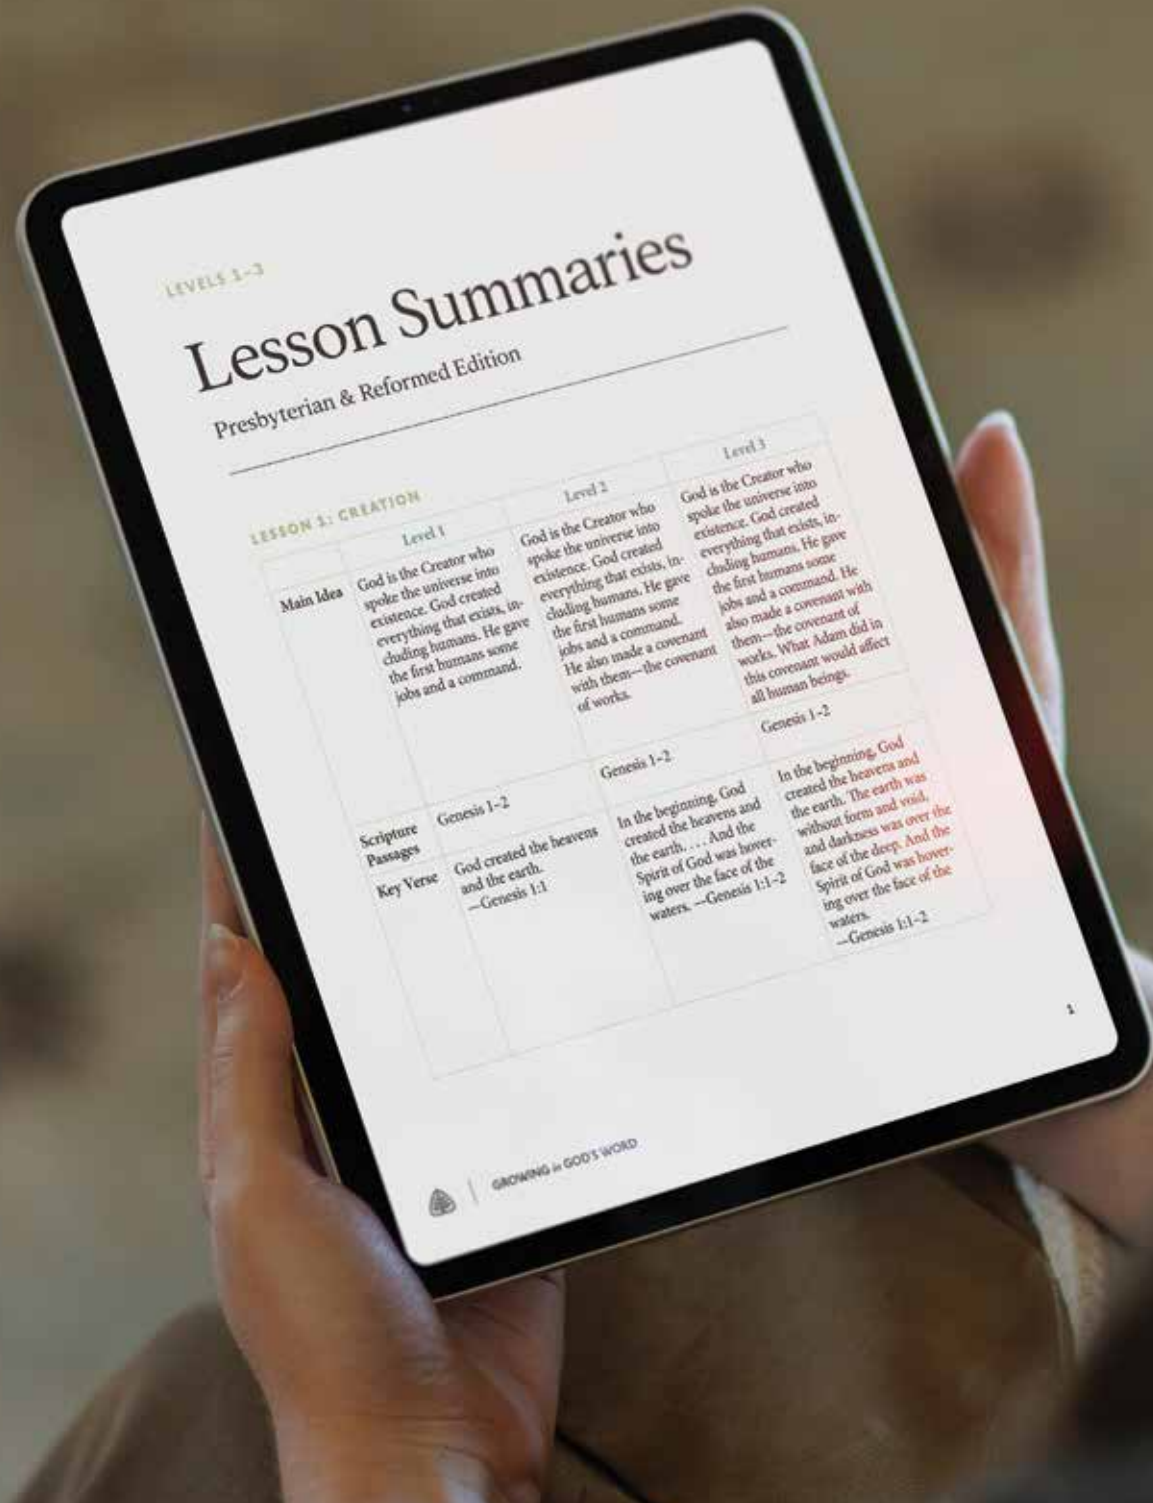 LEVELS 1–3
Lesson Summaries
Presbyterian & Reformed Edition
LESSON 1: CREATION
Level 1
Level 2
Level 3
Main Idea
God is the Creator who
spoke the universe into
existence. God created
everything that exists, in-
cluding humans. He gave
the first humans some
jobs and a command.
God is the Creator who
spoke the universe into
existence. God created
everything that exists, in-
cluding humans. He gave
the first humans some
jobs and a command.
He also made a covenant
with them—the covenant
of works.
God is the Creator who
spoke the universe into
existence. God created
everything that exists, in-
cluding humans. He gave
the first humans some
jobs and a command. He
also made a covenant with
them—the covenant of
works. What Adam did in
this covenant would affect
all human beings.
Scripture
Passages
Genesis 1–2
Genesis 1–2
Genesis 1–2
Key Verse
God created the heavens
and the earth.
—Genesis 1:1
In the beginning, God
created the heavens and
the earth. . . . And the
Spirit of God was hover-
ing over the face of the
waters. —Genesis 1:1–2
In the beginning, God
created the heavens and
the earth. The earth was
without form and void,
and darkness was over the
face of the deep. And the
Spirit of God was hover-
ing over the face of the
waters.
—Genesis 1:1–2
1
GROWING in GOD'S WORD